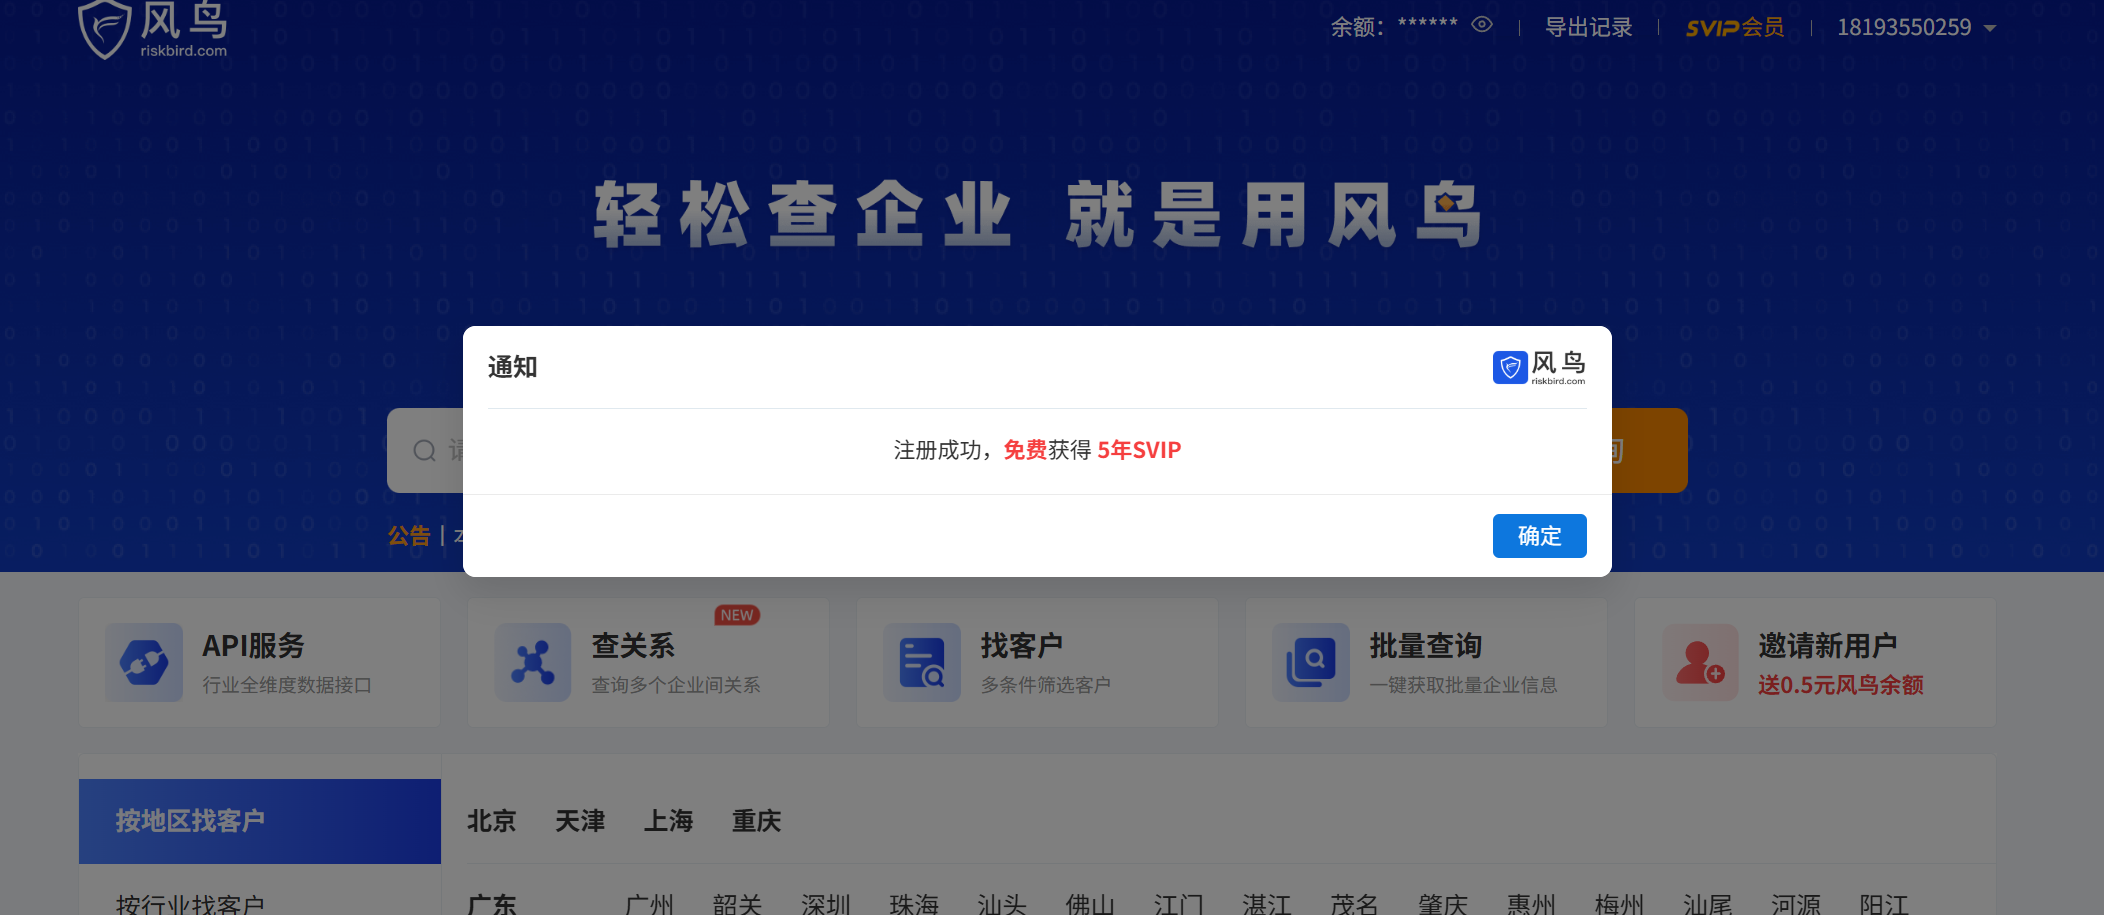 风鸟
riskbird.com
余额：****** 导出记录 SVIP会员 18193550259
轻松查企业 就是用风鸟
通知
风鸟
riskbird.com
注册成功，免费获得 5年SVIP
公告
确定
API服务
行业全维度数据接口
NEW
查关系
查询多个企业间关系
找客户
多条件筛选客户
批量查询
一键获取批量企业信息
邀请新用户
送0.5元风鸟余额
按地区找客户
北京 天津 上海 重庆
按行业找客户
广东 广州 韶关 深圳 珠海 汕头 佛山 江门 湛江 茂名 肇庆 惠州 梅州 汕尾 河源 阳江